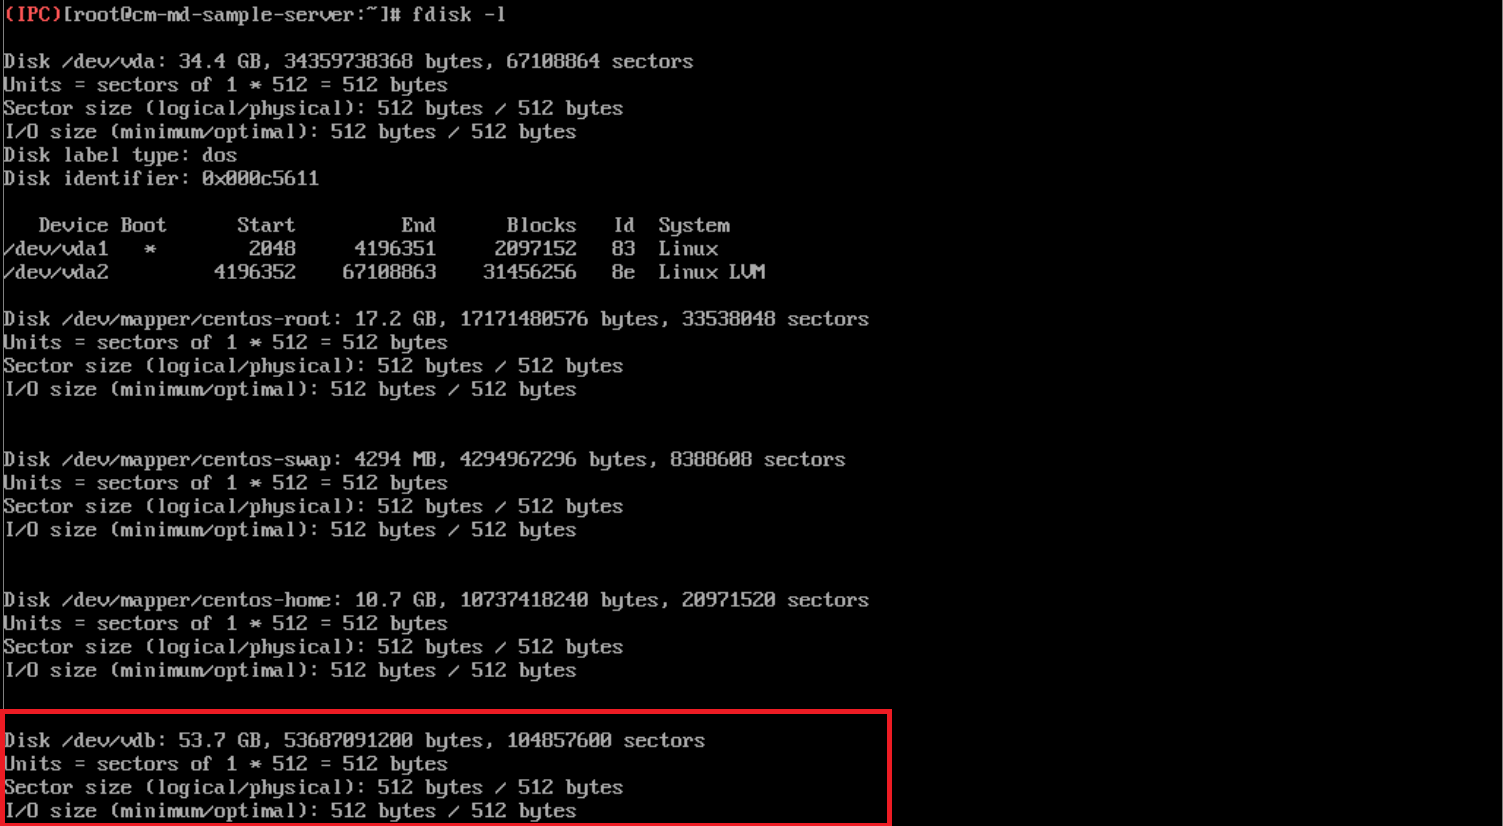 (IPC)[root@cm-md-sample-server:~]# fdisk -l
Disk /dev/vda: 34.4 GB, 34359738368 bytes, 67108864 sectors
Units = sectors of 1 * 512 = 512 bytes
Sector size (logical/physical): 512 bytes / 512 bytes
I/O size (minimum/optimal): 512 bytes / 512 bytes
Disk label type: dos
Disk identifier: 0x000c5611
Device Boot Start End Blocks Id System
/dev/vda1 * 2048 4196351 2097152 83 Linux
/dev/vda2 4196352 67108863 31456256 8e Linux LVM
Disk /dev/mapper/centos-root: 17.2 GB, 17171480576 bytes, 33538048 sectors
Units = sectors of 1 * 512 = 512 bytes
Sector size (logical/physical): 512 bytes / 512 bytes
I/O size (minimum/optimal): 512 bytes / 512 bytes
Disk /dev/mapper/centos-swap: 4294 MB, 4294967296 bytes, 8388608 sectors
Units = sectors of 1 * 512 = 512 bytes
Sector size (logical/physical): 512 bytes / 512 bytes
I/O size (minimum/optimal): 512 bytes / 512 bytes
Disk /dev/mapper/centos-home: 10.7 GB, 10737418240 bytes, 20971520 sectors
Units = sectors of 1 * 512 = 512 bytes
Sector size (logical/physical): 512 bytes / 512 bytes
I/O size (minimum/optimal): 512 bytes / 512 bytes
Disk /dev/vdb: 53.7 GB, 53687091200 bytes, 104857600 sectors
Units = sectors of 1 * 512 = 512 bytes
Sector size (logical/physical): 512 bytes / 512 bytes
I/O size (minimum/optimal): 512 bytes / 512 bytes